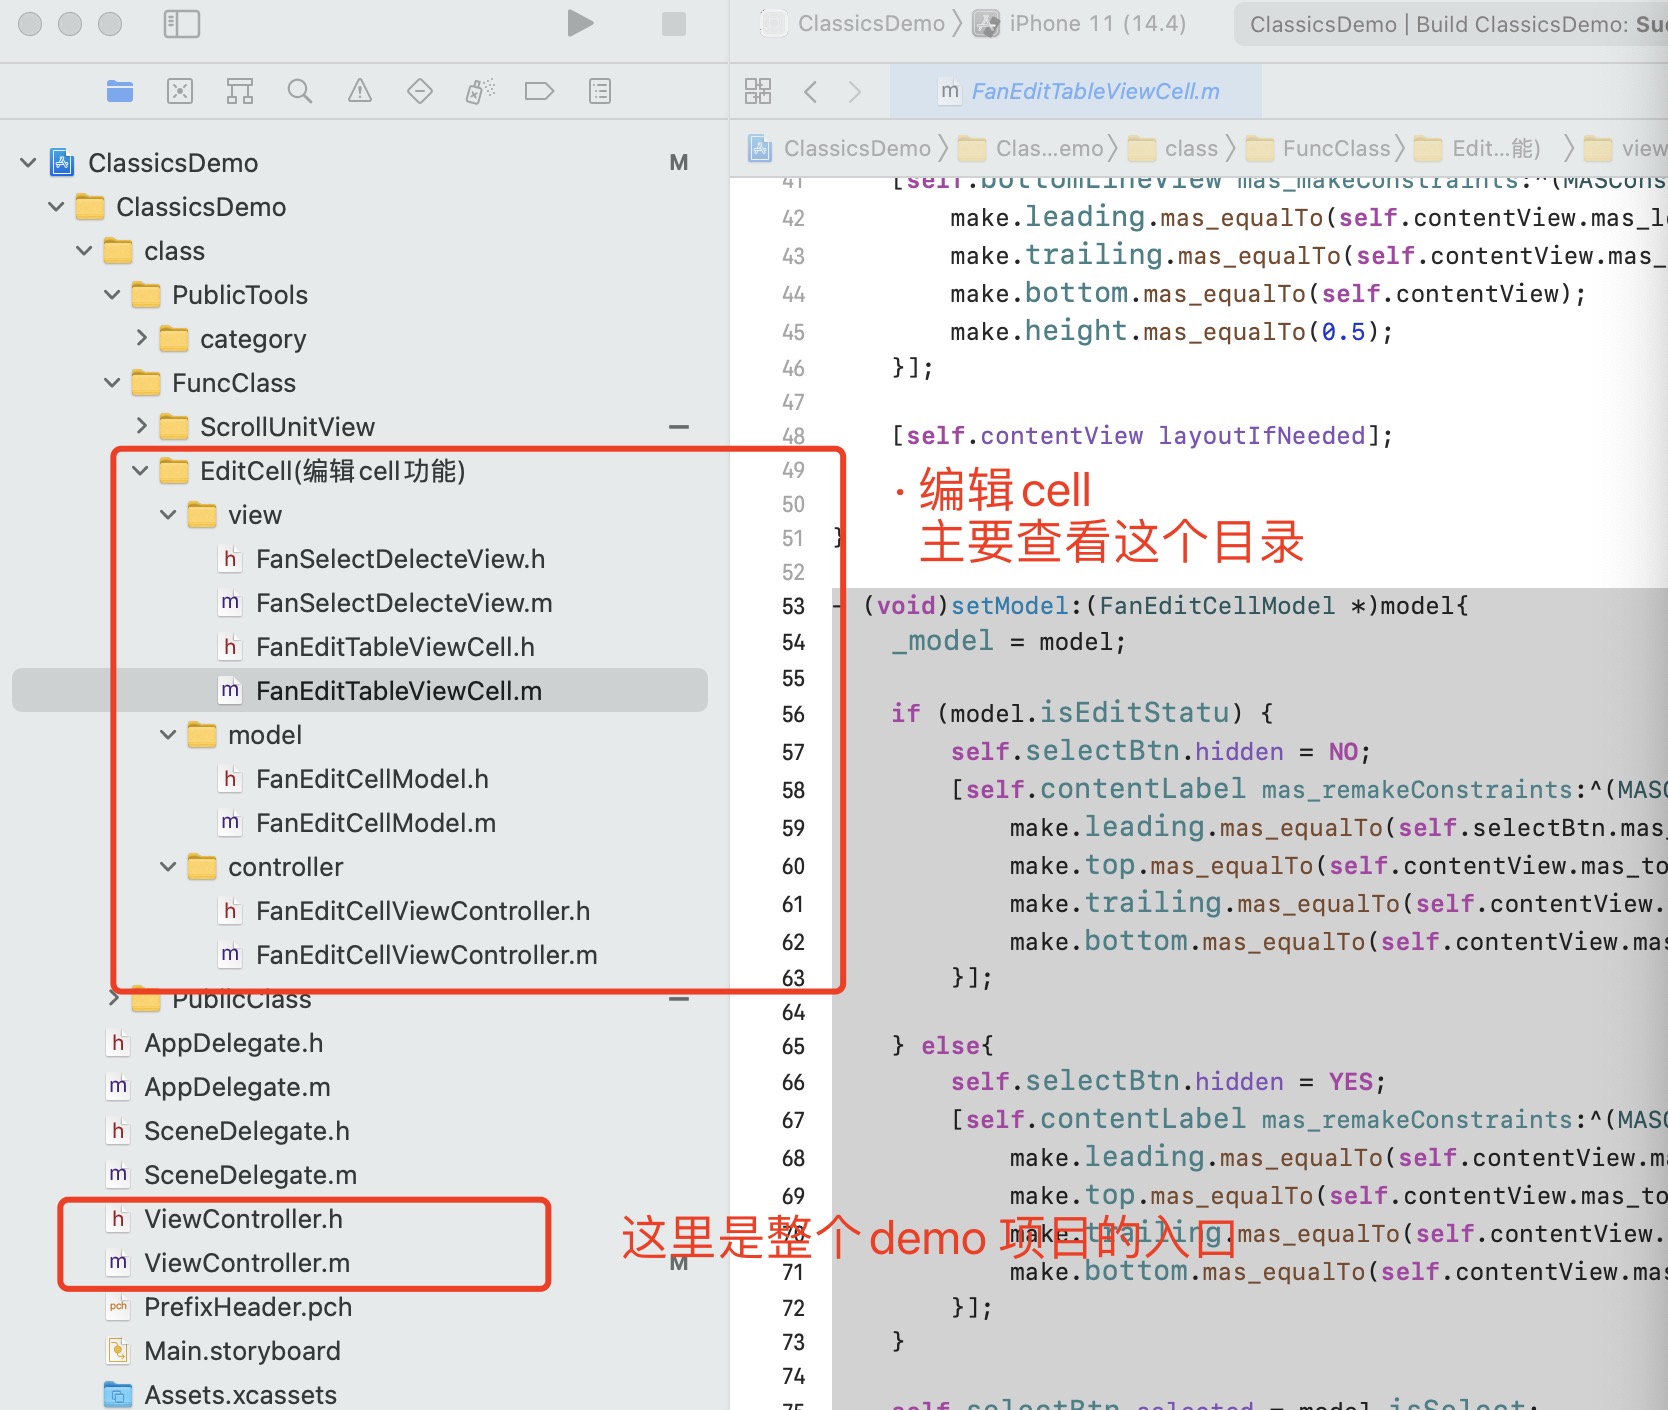 ClassicsDemo 〉 iPhone 11 (14.4)
ClassicsDemo | Build ClassicsDemo:
m FanEditTableViewCell.m
ClassicsDemo 〉 Clas...emo 〉 class 〉 FuncClass 〉 Edit...能) 〉 view
ClassicsDemo M
ClassicsDemo
class
PublicTools
category
FuncClass
ScrollUnitView
EditCell(编辑cell功能)
view
h FanSelectDelecteView.h
m FanSelectDelecteView.m
h FanEditTableViewCell.h
m FanEditTableViewCell.m
model
h FanEditCellModel.h
m FanEditCellModel.m
controller
h FanEditCellViewController.h
m FanEditCellViewController.m
PublicClass
h AppDelegate.h
m AppDelegate.m
h SceneDelegate.h
m SceneDelegate.m
h ViewController.h
m ViewController.m M
pch PrefixHeader.pch
Main.storyboard
Assets.xcassets
41 [self.bottomLineView mas_makeConstraints:^(MASCons
42 make.leading.mas_equalTo(self.contentView.mas_l
43 make.trailing.mas_equalTo(self.contentView.mas_
44 make.bottom.mas_equalTo(self.contentView);
45 make.height.mas_equalTo(0.5);
46 }];
47
48 [self.contentView layoutIfNeeded];
49
50
51 }
52
53 - (void)setModel:(FanEditCellModel *)model{
54 _model = model;
55
56 if (model.isEditStatu) {
57 self.selectBtn.hidden = NO;
58 [self.contentLabel mas_remakeConstraints:^(MASC
59 make.leading.mas_equalTo(self.selectBtn.mas_
60 make.top.mas_equalTo(self.contentView.mas_to
61 make.trailing.mas_equalTo(self.contentView.
62 make.bottom.mas_equalTo(self.contentView.mas
63 }];
64
65 } else{
66 self.selectBtn.hidden = YES;
67 [self.contentLabel mas_remakeConstraints:^(MASC
68 make.leading.mas_equalTo(self.contentView.ma
69 make.top.mas_equalTo(self.contentView.mas_to
70 make.trailing.mas_equalTo(self.contentView.
71 make.bottom.mas_equalTo(self.contentView.mas
72 }];
73 }
74
75 self.selectBtn.selected = model.isSelect;
· 编辑cell
主要查看这个目录
这里是整个demo 项目的入口